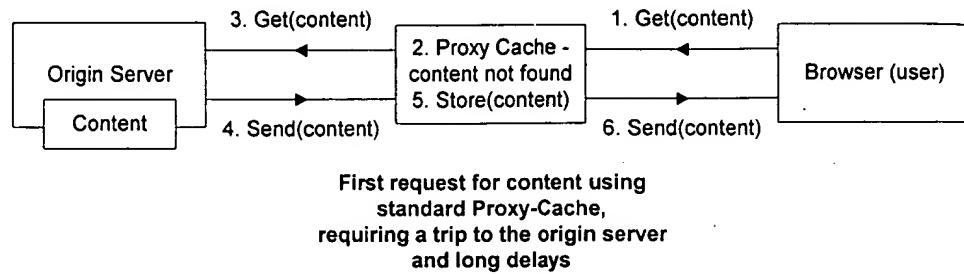 3. Get(content)
1. Get(content)
Origin Server
Content
2. Proxy Cache -
content not found
5. Store(content)
Browser (user)
4. Send(content)
6. Send(content)
First request for content using
standard Proxy-Cache,
requiring a trip to the origin server
and long delays